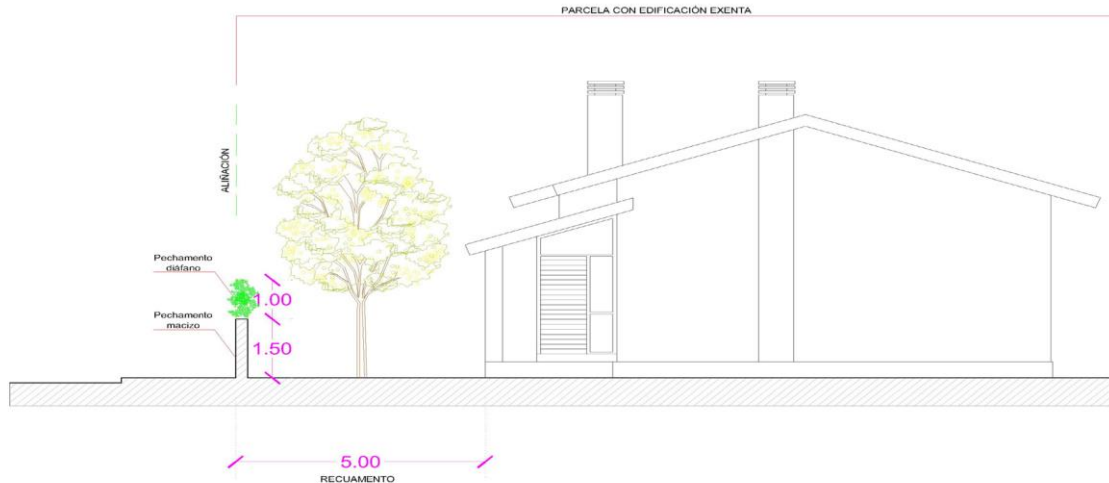 PARCELA CON EDIFICACIÓN EXENTA
ALIÑACIÓN
Pechamento
diáfano
1.00
Pechamento
macizo
1.50
5.00
RECUAMENTO